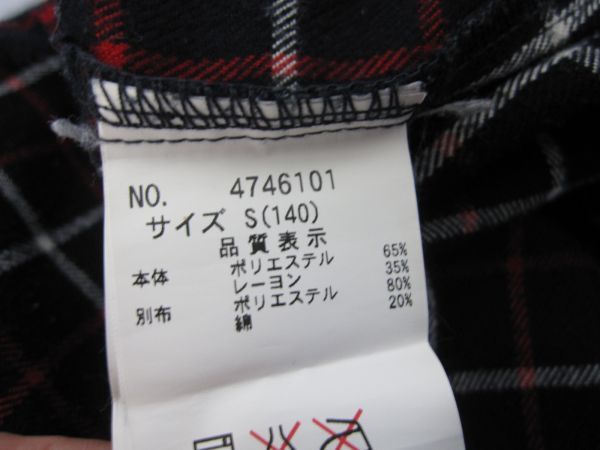 NO. 4746101
サイズ S(140)
品質表示
本体 ポリエステル 65%
レーヨン 35%
別布 ポリエステル 80%
綿 20%